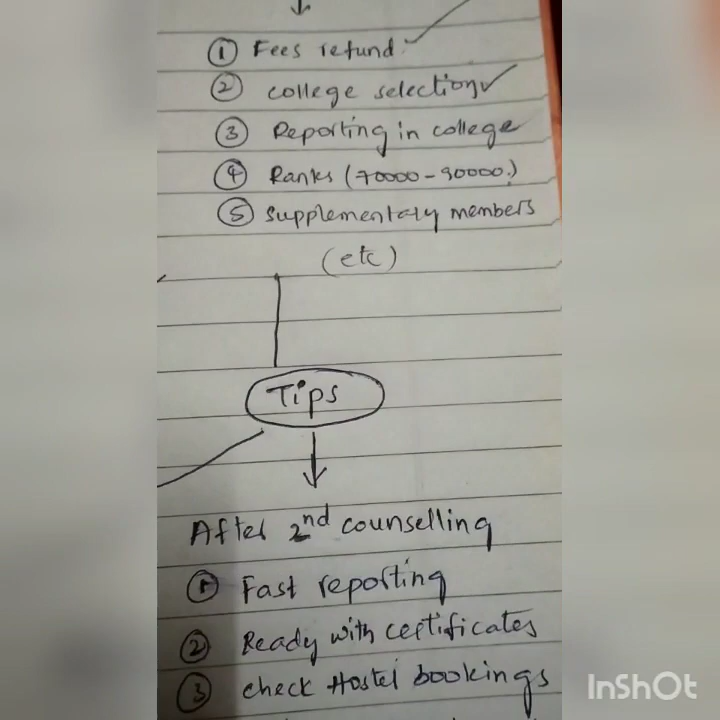 ① Fees refund
② college selection ✓
③ Reporting in college
④ Ranks (70000-90000.)
⑤ supplementary members
(etc)
Tips
After 2nd counselling
① Fast reporting
② Ready with certificates
③ check Hostel bookings
InShOt